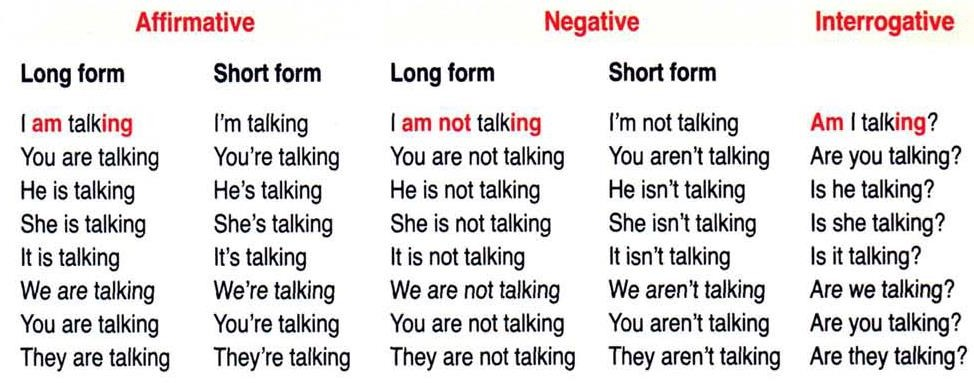 Affirmative Negative Interrogative
Long form Short form Long form Short form
I am talking I'm talking I am not talking I'm not talking Am I talking?
You are talking You're talking You are not talking You aren't talking Are you talking?
He is talking He's talking He is not talking He isn't talking Is he talking?
She is talking She's talking She is not talking She isn't talking Is she talking?
It is talking It's talking It is not talking It isn't talking Is it talking?
We are talking We're talking We are not talking We aren't talking Are we talking?
You are talking You're talking You are not talking You aren't talking Are you talking?
They are talking They're talking They are not talking They aren't talking Are they talking?